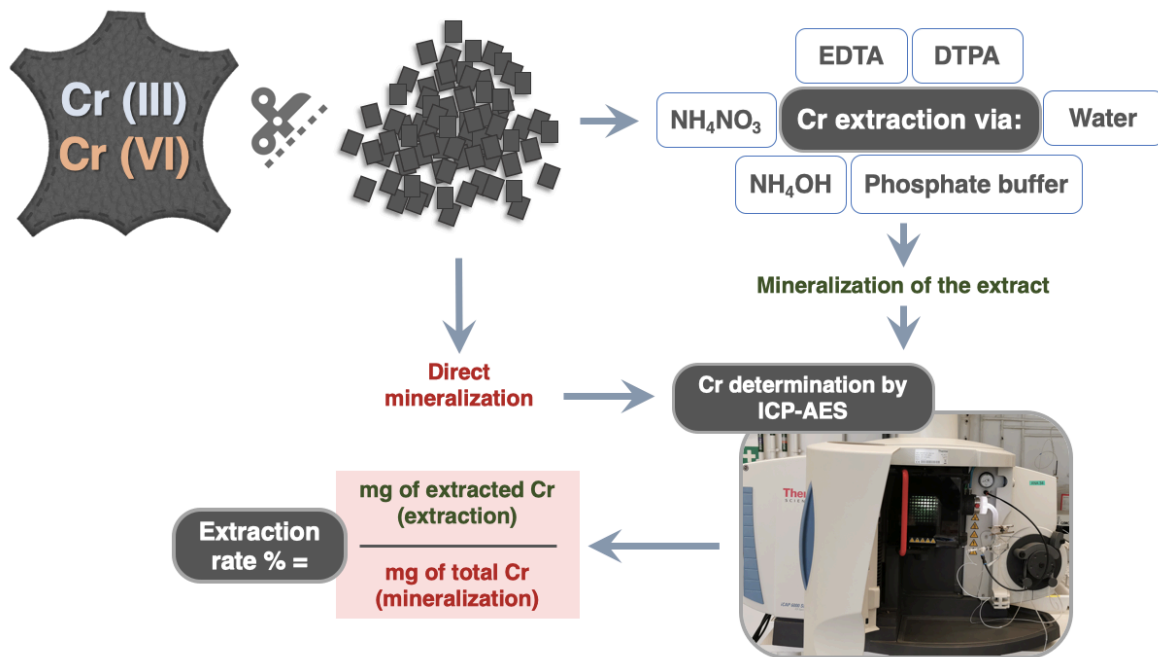 Cr (III)
Cr (VI)
EDTA
DTPA
NH₄NO₃
Cr extraction via:
Water
NH₄OH
Phosphate buffer
Mineralization of the extract
Direct
mineralization
Cr determination by
ICP-AES
mg of extracted Cr
(extraction)
Extraction
rate % =
mg of total Cr
(mineralization)